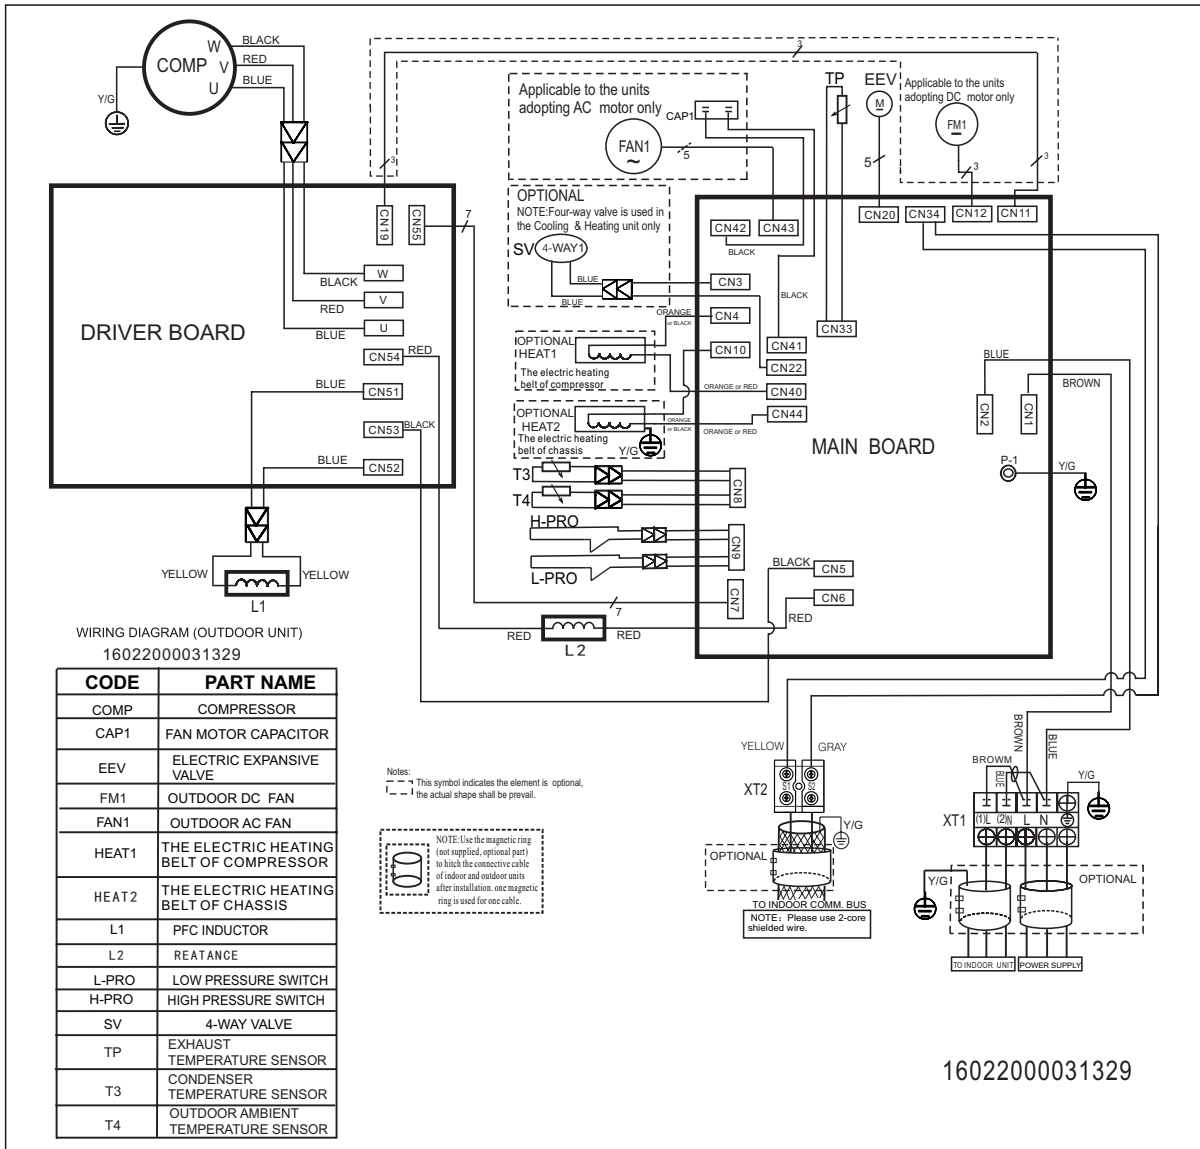 W
V
U
COMP
BLACK
RED
BLUE
Y/G
3
3
3
Applicable to the units
adopting AC motor only
CAP1
FAN1
~
5
TP
EEV
M
5
Applicable to the units
adopting DC motor only
FM1
3
CN19
CN55
7
OPTIONAL
NOTE:Four-way valve is used in
the Cooling & Heating unit only
SV
4-WAY1
BLUE
BLUE
CN42
CN43
BLACK
CN20
CN34
CN12
CN11
BLACK
W
RED
V
BLUE
U
DRIVER BOARD
CN54
RED
BLUE
CN51
CN53
BLACK
BLUE
CN52
CN3
BLACK
ORANGE
or BLACK
CN4
CN33
OPTIONAL
HEAT1
The electric heating
belt of compressor
CN10
CN41
CN22
ORANGE or RED
CN40
OPTIONAL
HEAT2
The electric heating
belt of chassis
Y/G
ORANGE
or BLACK
CN44
ORANGE or RED
BLUE
BROWN
CN2
CN1
MAIN BOARD
P-1
Y/G
T3
T4
CN8
H-PRO
L-PRO
CN9
CN7
BLACK
CN5
CN6
RED
7
RED
RED
L2
YELLOW
YELLOW
L1
WIRING DIAGRAM (OUTDOOR UNIT)
16022000031329
CODE PART NAME
COMP COMPRESSOR
CAP1 FAN MOTOR CAPACITOR
EEV ELECTRIC EXPANSIVE
VALVE
FM1 OUTDOOR DC FAN
FAN1 OUTDOOR AC FAN
HEAT1 THE ELECTRIC HEATING
BELT OF COMPRESSOR
HEAT2 THE ELECTRIC HEATING
BELT OF CHASSIS
L1 PFC INDUCTOR
L2 REATANCE
L-PRO LOW PRESSURE SWITCH
H-PRO HIGH PRESSURE SWITCH
SV 4-WAY VALVE
TP EXHAUST
TEMPERATURE SENSOR
T3 CONDENSER
TEMPERATURE SENSOR
T4 OUTDOOR AMBIENT
TEMPERATURE SENSOR
Notes:
This symbol indicates the element is optional,
the actual shape shall be prevail.
NOTE:Use the magnetic ring
(not supplied, optional part)
to hitch the connective cable
of indoor and outdoor units
after installation. one magnetic
ring is used for one cable.
YELLOW
GRAY
XT2
S1
S2
Y/G
OPTIONAL
TO INDOOR COMM. BUS
NOTE: Please use 2-core
shielded wire.
BROWN
BLUE
BROWM
BLUE
Y/G
XT1
(1)L
(2)N
L
N
Y/G
OPTIONAL
TO INDOOR UNIT
POWER SUPPLY
16022000031329